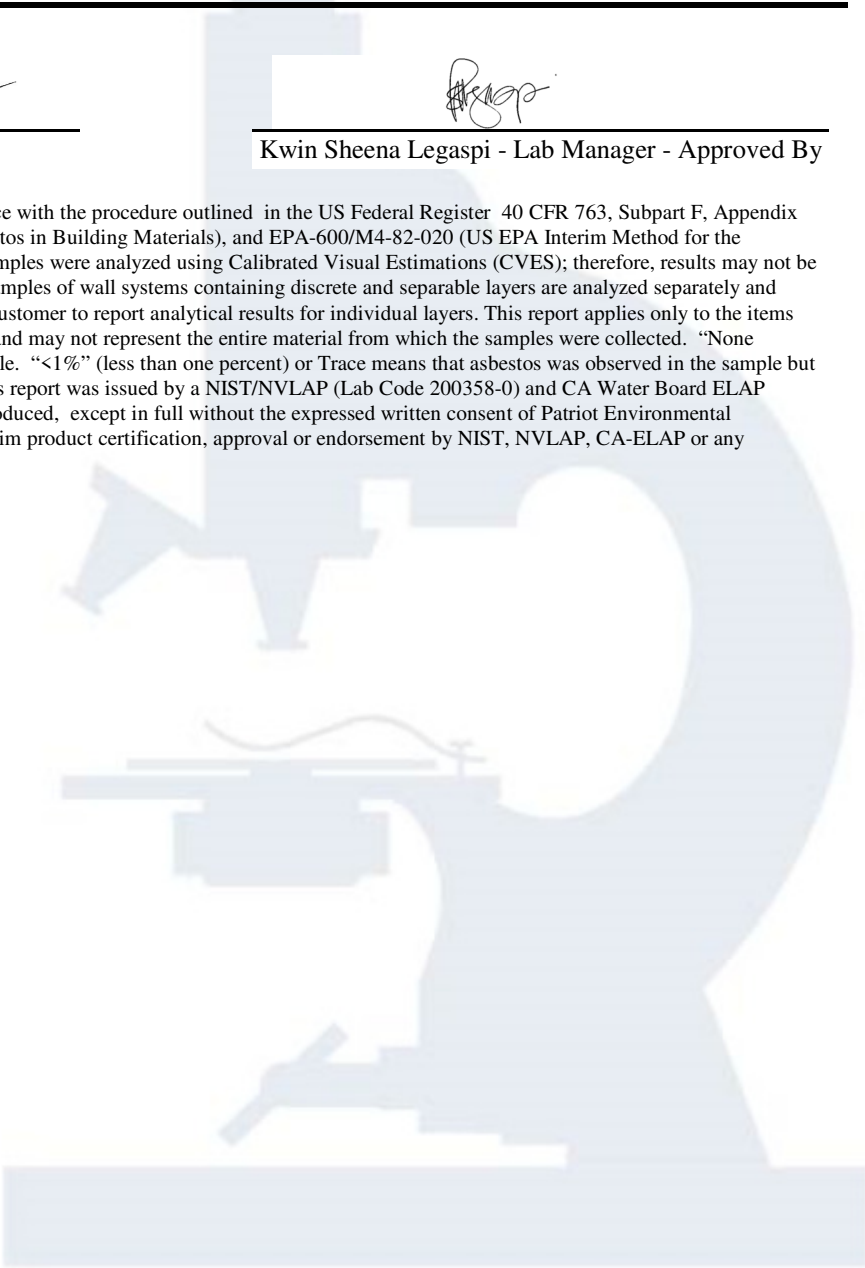 Kwin Sheena Legaspi - Lab Manager - Approved By
ce with the procedure outlined in the US Federal Register 40 CFR 763, Subpart F, Appendix
tos in Building Materials), and EPA-600/M4-82-020 (US EPA Interim Method for the
mples were analyzed using Calibrated Visual Estimations (CVES); therefore, results may not be
mples of wall systems containing discrete and separable layers are analyzed separately and
ustomer to report analytical results for individual layers. This report applies only to the items
and may not represent the entire material from which the samples were collected. “None
le. “<1%” (less than one percent) or Trace means that asbestos was observed in the sample but
s report was issued by a NIST/NVLAP (Lab Code 200358-0) and CA Water Board ELAP
oduced, except in full without the expressed written consent of Patriot Environmental
im product certification, approval or endorsement by NIST, NVLAP, CA-ELAP or any